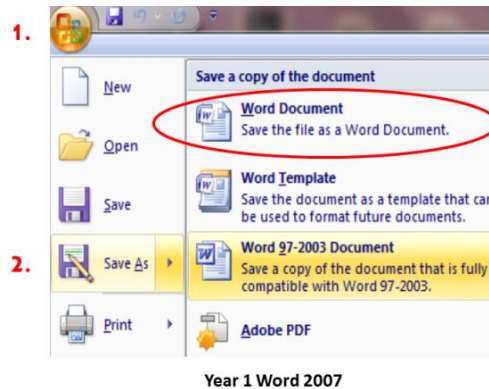 1.
Save a copy of the document
New
Word Document
Save the file as a Word Document.
Open
Word Template
Save the document as a template that can
be used to format future documents.
Save
Word 97-2003 Document
2.
Save As
Save a copy of the document that is fully
compatible with Word 97-2003.
Print
Adobe PDF
Year 1 Word 2007